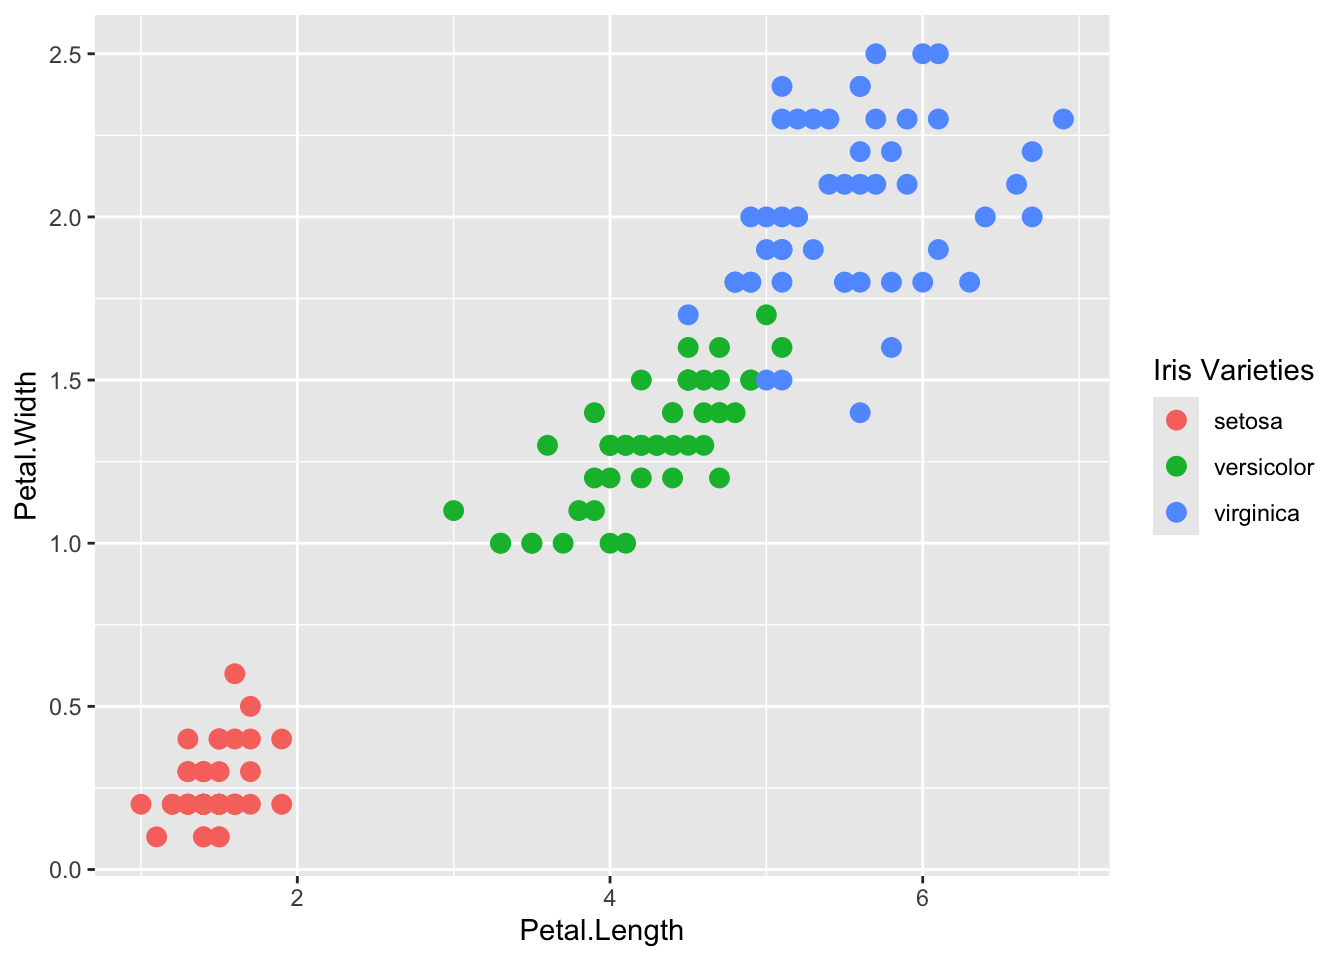 2.5
2.0
1.5
1.0
0.5
0.0
Petal.Width
2 4 6
Petal.Length
Iris Varieties
setosa
versicolor
virginica